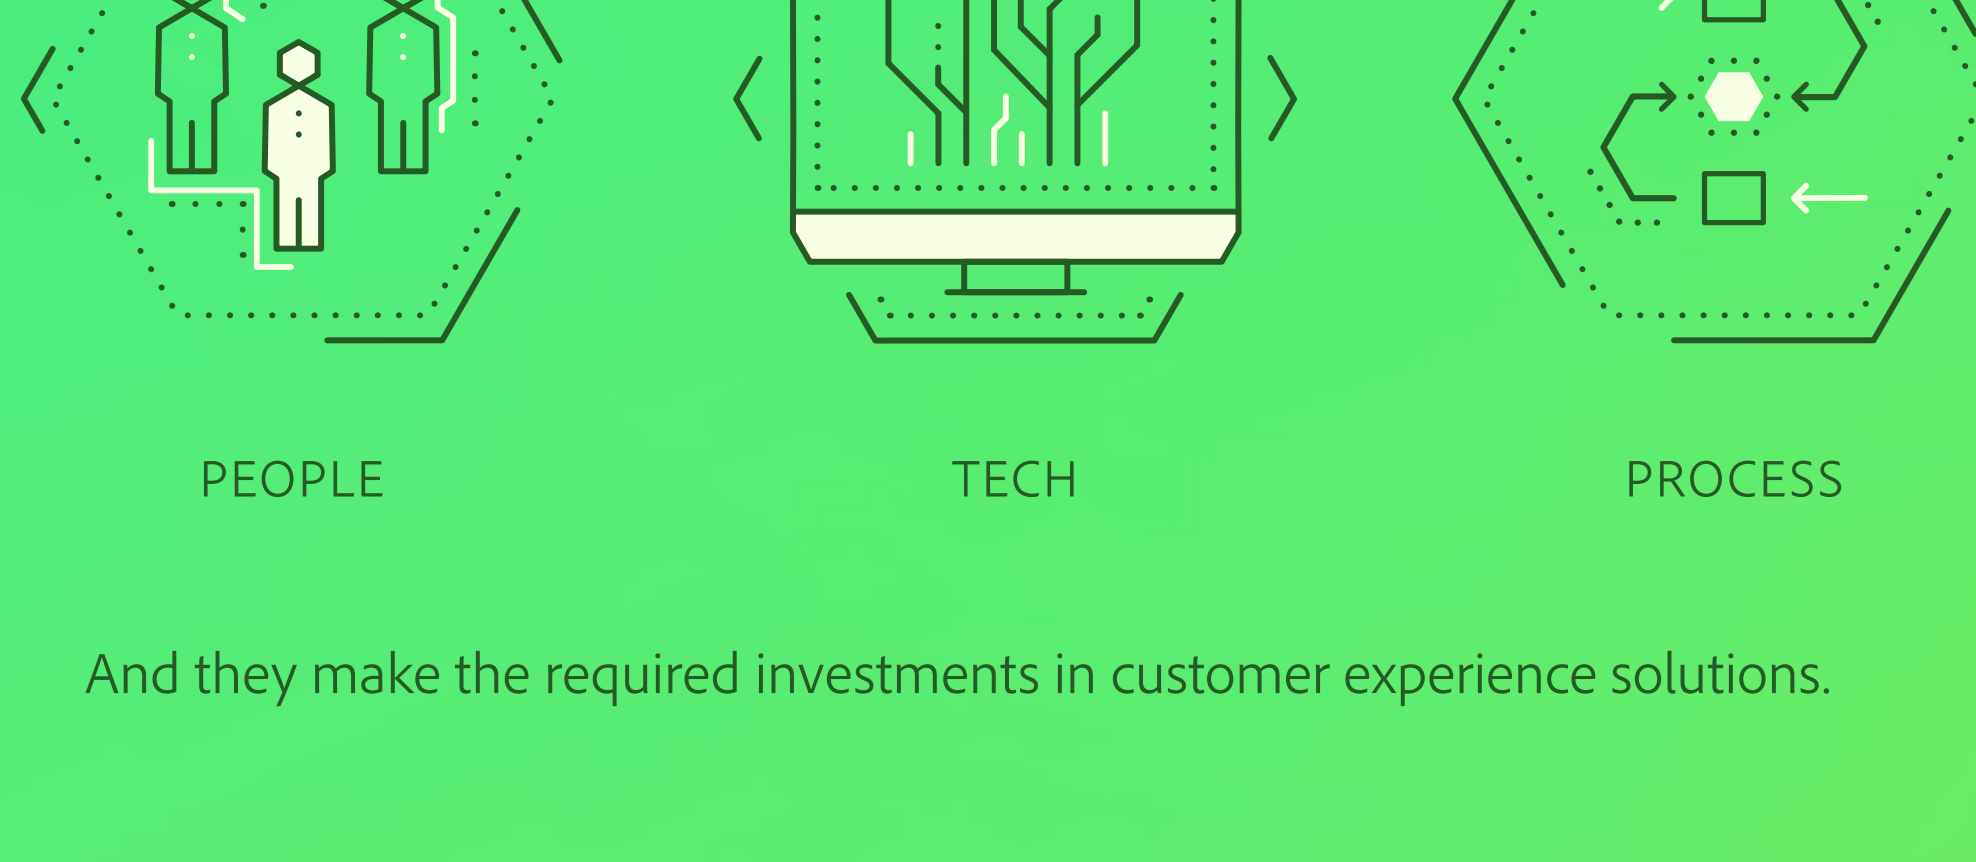 PEOPLE
TECH
PROCESS
And they make the required investments in customer experience solutions.